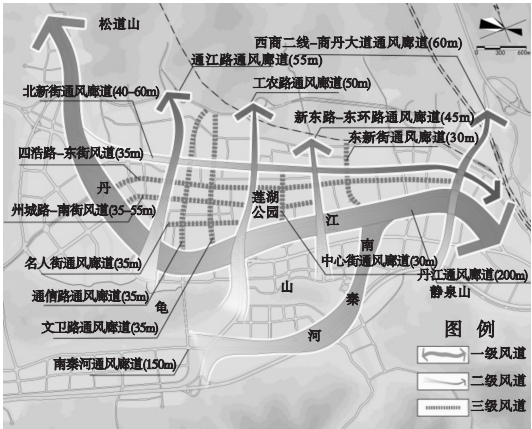 松道山
西商二线-商丹大道通风廊道(60m)
通江路通风廊道(55m)
工农路通风廊道(50m)
北新街通风廊道(40-60m)
新东路-东环路通风廊道(45m)
东新街通风廊道(30m)
四浩路-东街风道(35m)
丹
莲湖
公园
州城路-南街风道(35-55m)
江
南
名人街通风廊道(35m)
中心街通风廊道(30m)
丹江通风廊道(200m)
静泉山
通信路通风廊道(35m)
龟
山
秦
文卫路通风廊道(35m)
河
南秦河通风廊道(150m)
图 例
一级风道
二级风道
三级风道